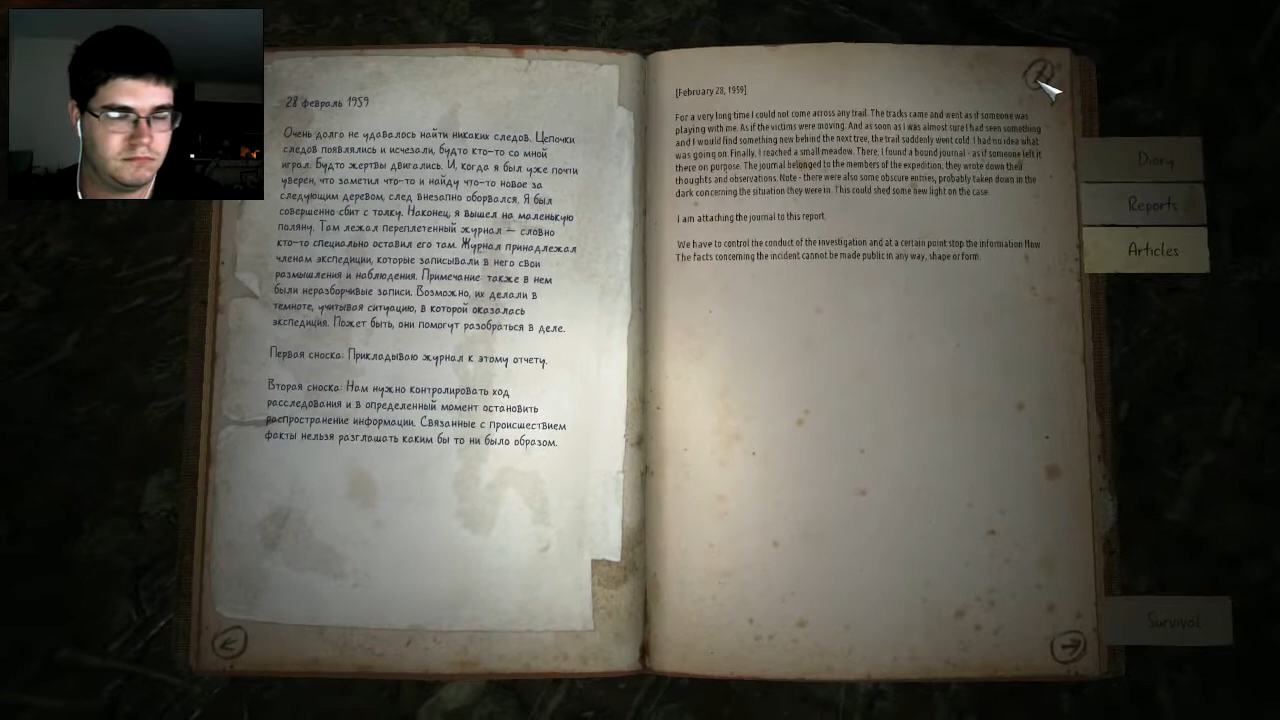 28 февраль 1959
Очень долго не удавалось найти никаких следов. Цепочки
следов появлялись и исчезали, будто кто-то со мной
играл. Будто жертвы двигались. И, когда я был уже почти
уверен, что заметил что-то и найду что-то новое за
следующим деревом, след внезапно оборвался. Я был
совершенно сбит с толку. Наконец, я вышел на маленькую
поляну. Там лежал переплетенный журнал — словно
кто-то специально оставил его там. Журнал принадлежал
членам экспедиции, которые записывали в него свои
размышления и наблюдения. Примечание: также в нем
были неразборчивые записи. Возможно, их делали в
темноте, учитывая ситуацию, в которой оказалась
экспедиция. Может быть, они помогут разобраться в деле.
Первая сноска: Прикладываю журнал к этому отчету.
Вторая сноска: Нам нужно контролировать ход
расследования и в определенный момент остановить
распространение информации. Связанные с происшествием
факты нельзя разглашать каким бы то ни было образом.
[February 28, 1959]
For a very long time I could not come across any trail. The tracks came and went as if someone was
playing with me. As if the victims were moving. And as soon as I was almost sure I had seen something
and I would find something new behind the next tree, the trail suddenly went cold. I had no idea what
was going on. Finally, I reached a small meadow. There, I found a bound journal - as if someone left it
there on purpose. The journal belonged to the members of the expedition, they wrote down their
thoughts and observations. Note - there were also some obscure entries, probably taken down in the
dark concerning the situation they were in. This could shed some new light on the case.
I am attaching the journal to this report.
We have to control the conduct of the investigation and at a certain point stop the information flow.
The facts concerning the incident cannot be made public in any way, shape or form.
Diary
Reports
Articles
Survival